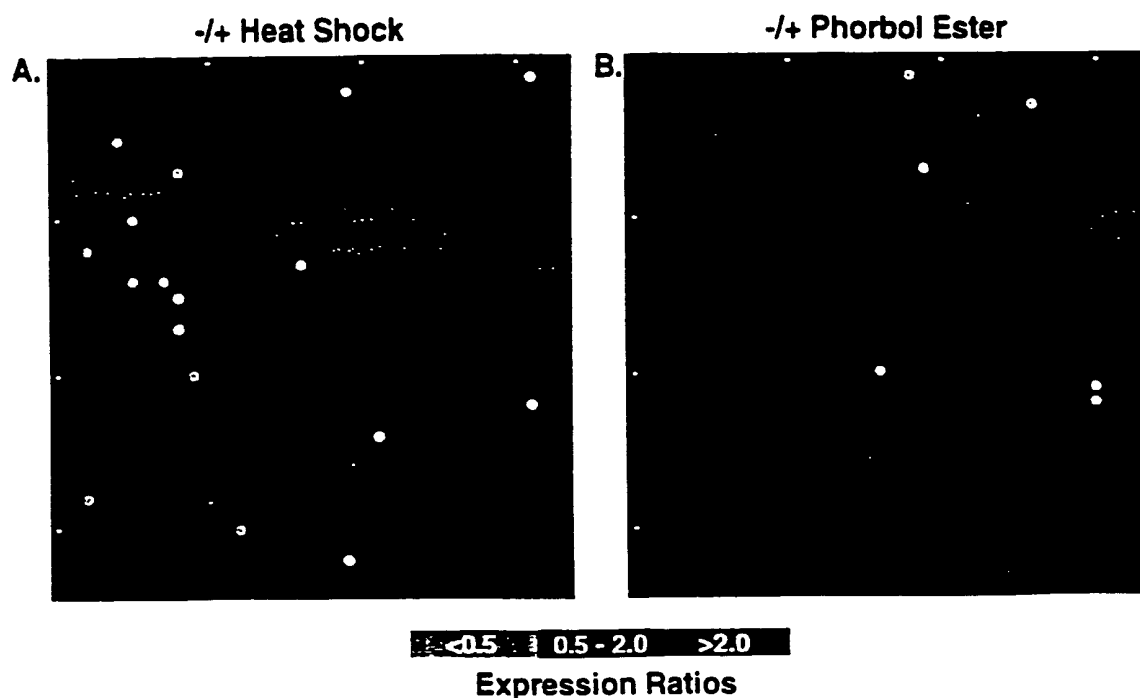 -/+ Heat Shock
-/+ Phorbol Ester
A.
B.
<0.5 0.5 - 2.0 >2.0
Expression Ratios